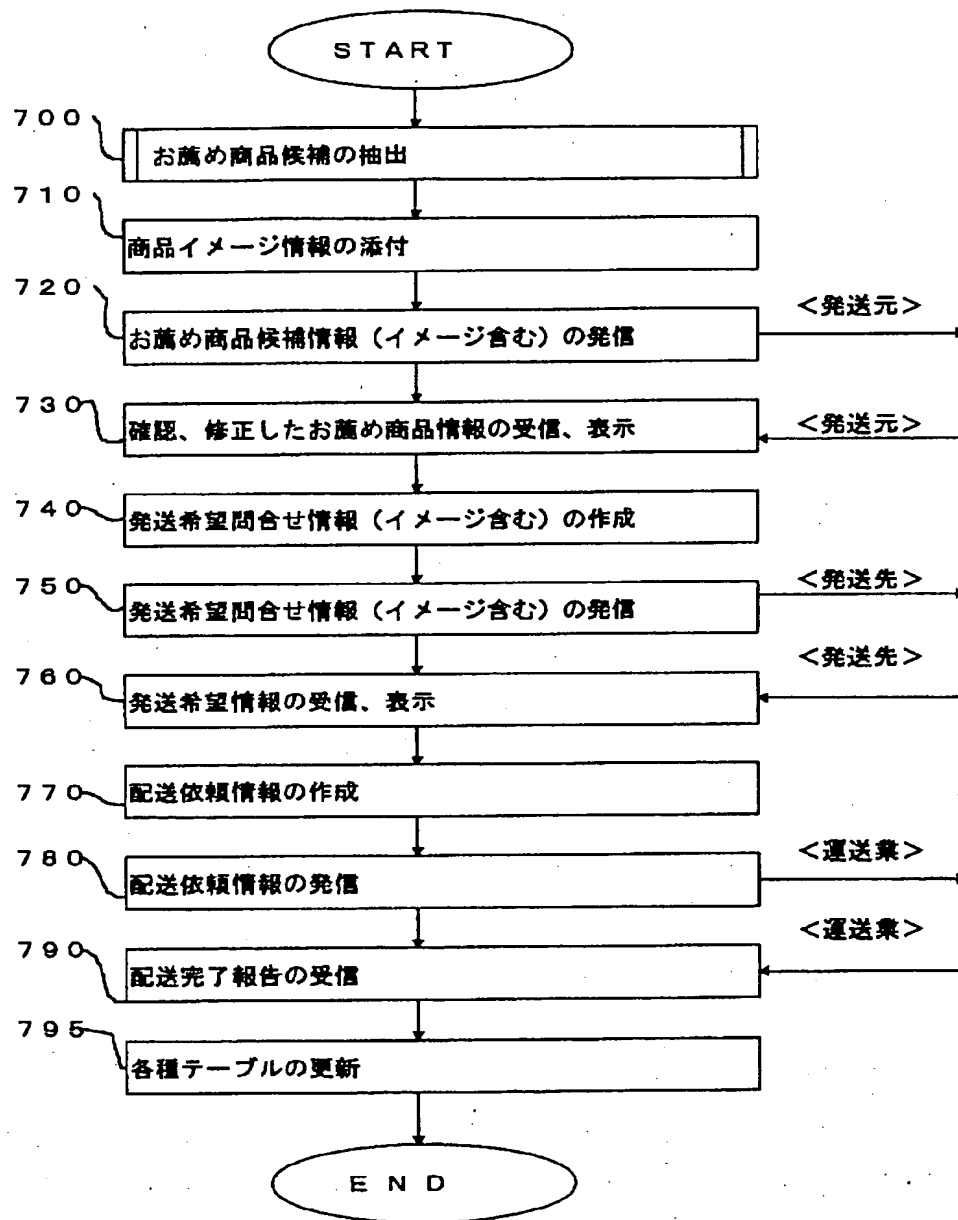 START
700
お薦め商品候補の抽出
710
商品イメージ情報の添付
720
お薦め商品候補情報（イメージ含む）の発信
＜発送元＞
730
確認、修正したお薦め商品情報の受信、表示
＜発送元＞
740
発送希望問合せ情報（イメージ含む）の作成
750
発送希望問合せ情報（イメージ含む）の発信
＜発送先＞
760
発送希望情報の受信、表示
＜発送先＞
770
配送依頼情報の作成
780
配送依頼情報の発信
＜運送業＞
790
配送完了報告の受信
＜運送業＞
795
各種テーブルの更新
END